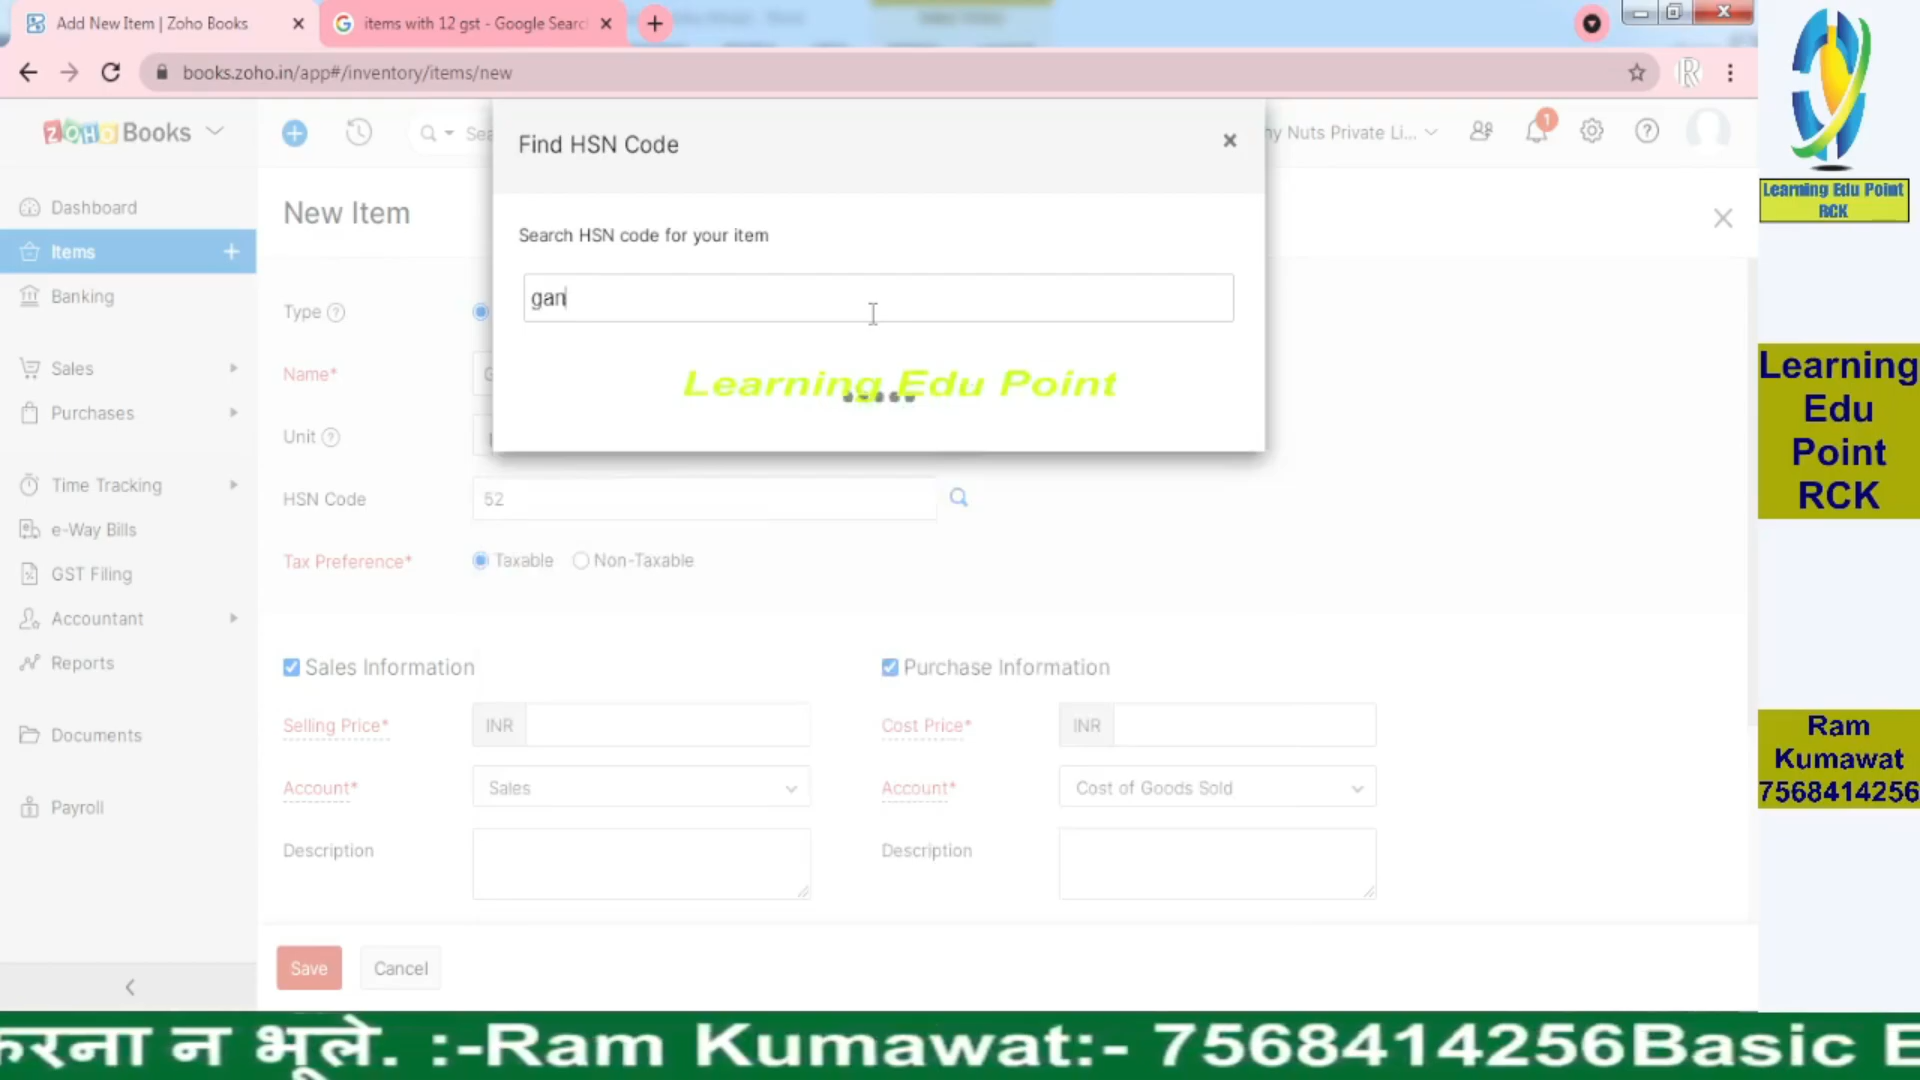 Add New Item | Zoho Books
items with 12 gst - Google Searc
books.zoho.in/app#/inventory/items/new
ZOHO Books
Sea
Find HSN Code
ny Nuts Private Li...
1
Learning Edu Point
RCK
Dashboard
New Item
Search HSN code for your item
Items
gan
Banking
Type
Learning
Edu
Point
RCK
Sales
Name*
G
Learning Edu Point
Purchases
Unit
Time Tracking
HSN Code
52
e-Way Bills
Tax Preference*
Taxable
Non-Taxable
GST Filing
Accountant
Reports
Sales Information
Purchase Information
Selling Price*
INR
Cost Price*
INR
Documents
Ram
Kumawat
7568414256
Account*
Sales
Account*
Cost of Goods Sold
Payroll
Description
Description
Save
Cancel
करना न भूले. :-Ram Kumawat:- 7568414256Basic E